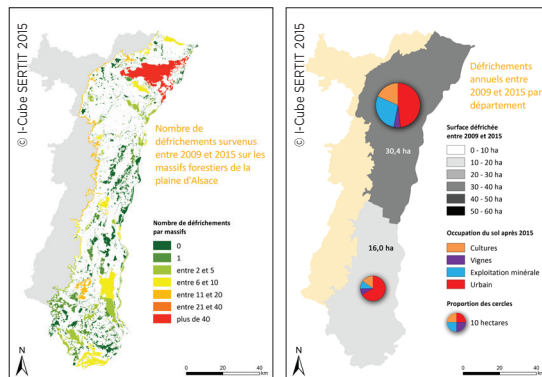 © I-Cube SERTIT 2015
Nombre de
défrichements survenus
entre 2009 et 2015 sur les
massifs forestiers de la
plaine d'Alsace
Nombre de défrichements
par massifs
0
1
entre 2 et 5
entre 6 et 10
entre 11 et 20
entre 21 et 40
plus de 40
N
0 20 40
km
© I-Cube SERTIT 2015
Défrichements
annuels entre
2009 et 2015 par
département
30,4 ha
16,0 ha
Surface défrichée
entre 2009 et 2015
0 - 10 ha
10 - 20 ha
20 - 30 ha
30 - 40 ha
40 - 50 ha
50 - 60 ha
Occupation du sol après 2015
Cultures
Vignes
Exploitation minérale
Urbain
Proportion des cercles
10 hectares
N
0 20 40
km